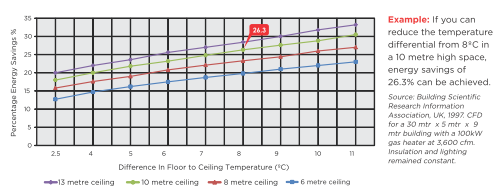 35
30
25
20
15
10
5
0
Percentage Energy Savings %
26.3
2.5 4 5 6 7 8 9 10 11
Difference In Floor to Ceiling Temperature (ºC)
13 metre ceiling 10 metre ceiling 8 metre ceiling 6 metre ceiling
Example: If you can
reduce the temperature
differential from 8ºC in
a 10 metre high space,
energy savings of
26.3% can be achieved.
Source: Building Scientific
Research Information
Association, UK, 1997. CFD
for a 30 mtr x 5 mtr x 9
mtr building with a 100kW
gas heater at 3,600 cfm.
Insulation and lighting
remained constant.